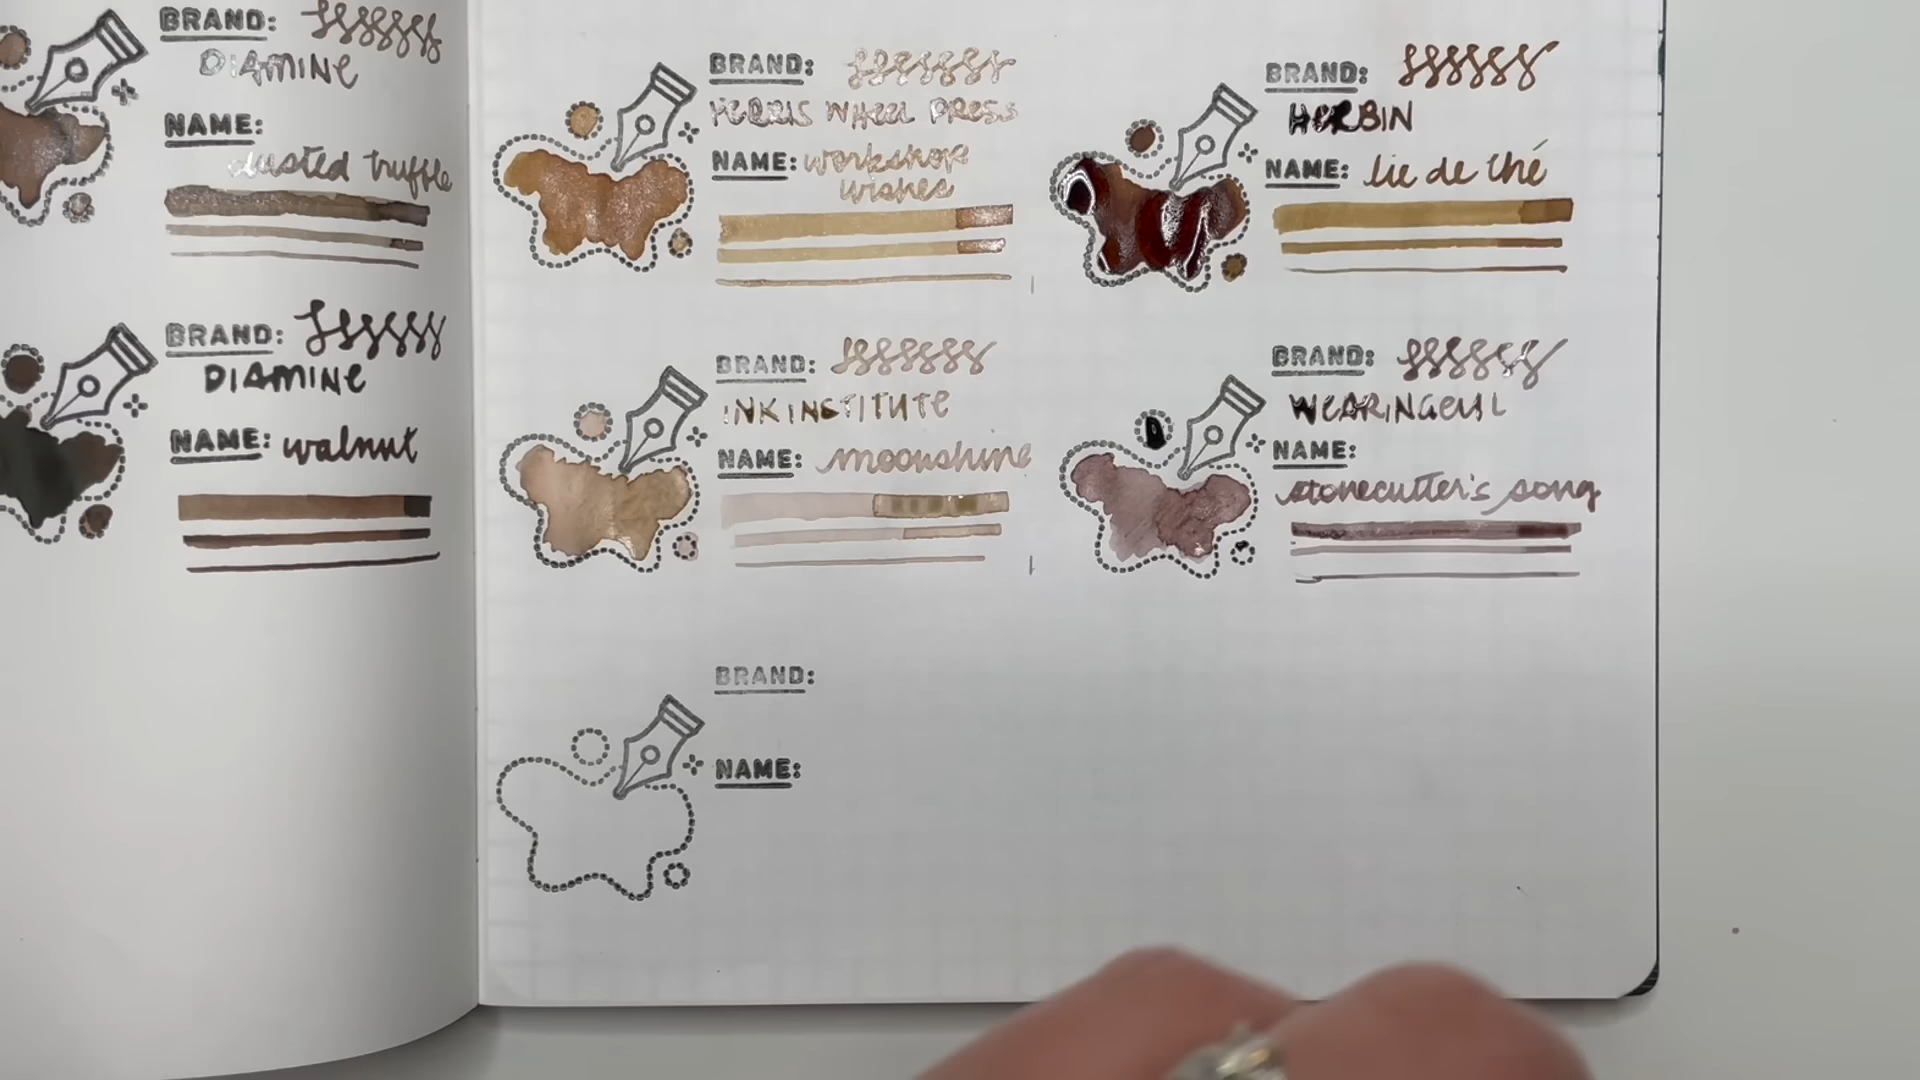 BRAND:
DIAMINE
NAME:
dusted truffle
BRAND:
DIAMINE
NAME: walnut
BRAND:
FERRIS WHEEL PRESS
NAME: workshop
wishes
BRAND:
INKINSTITUTE
NAME: moonshine
BRAND:
NAME:
BRAND:
HERBIN
NAME: lie de thé
BRAND:
WEARINGEUL
NAME:
stonecutter's song